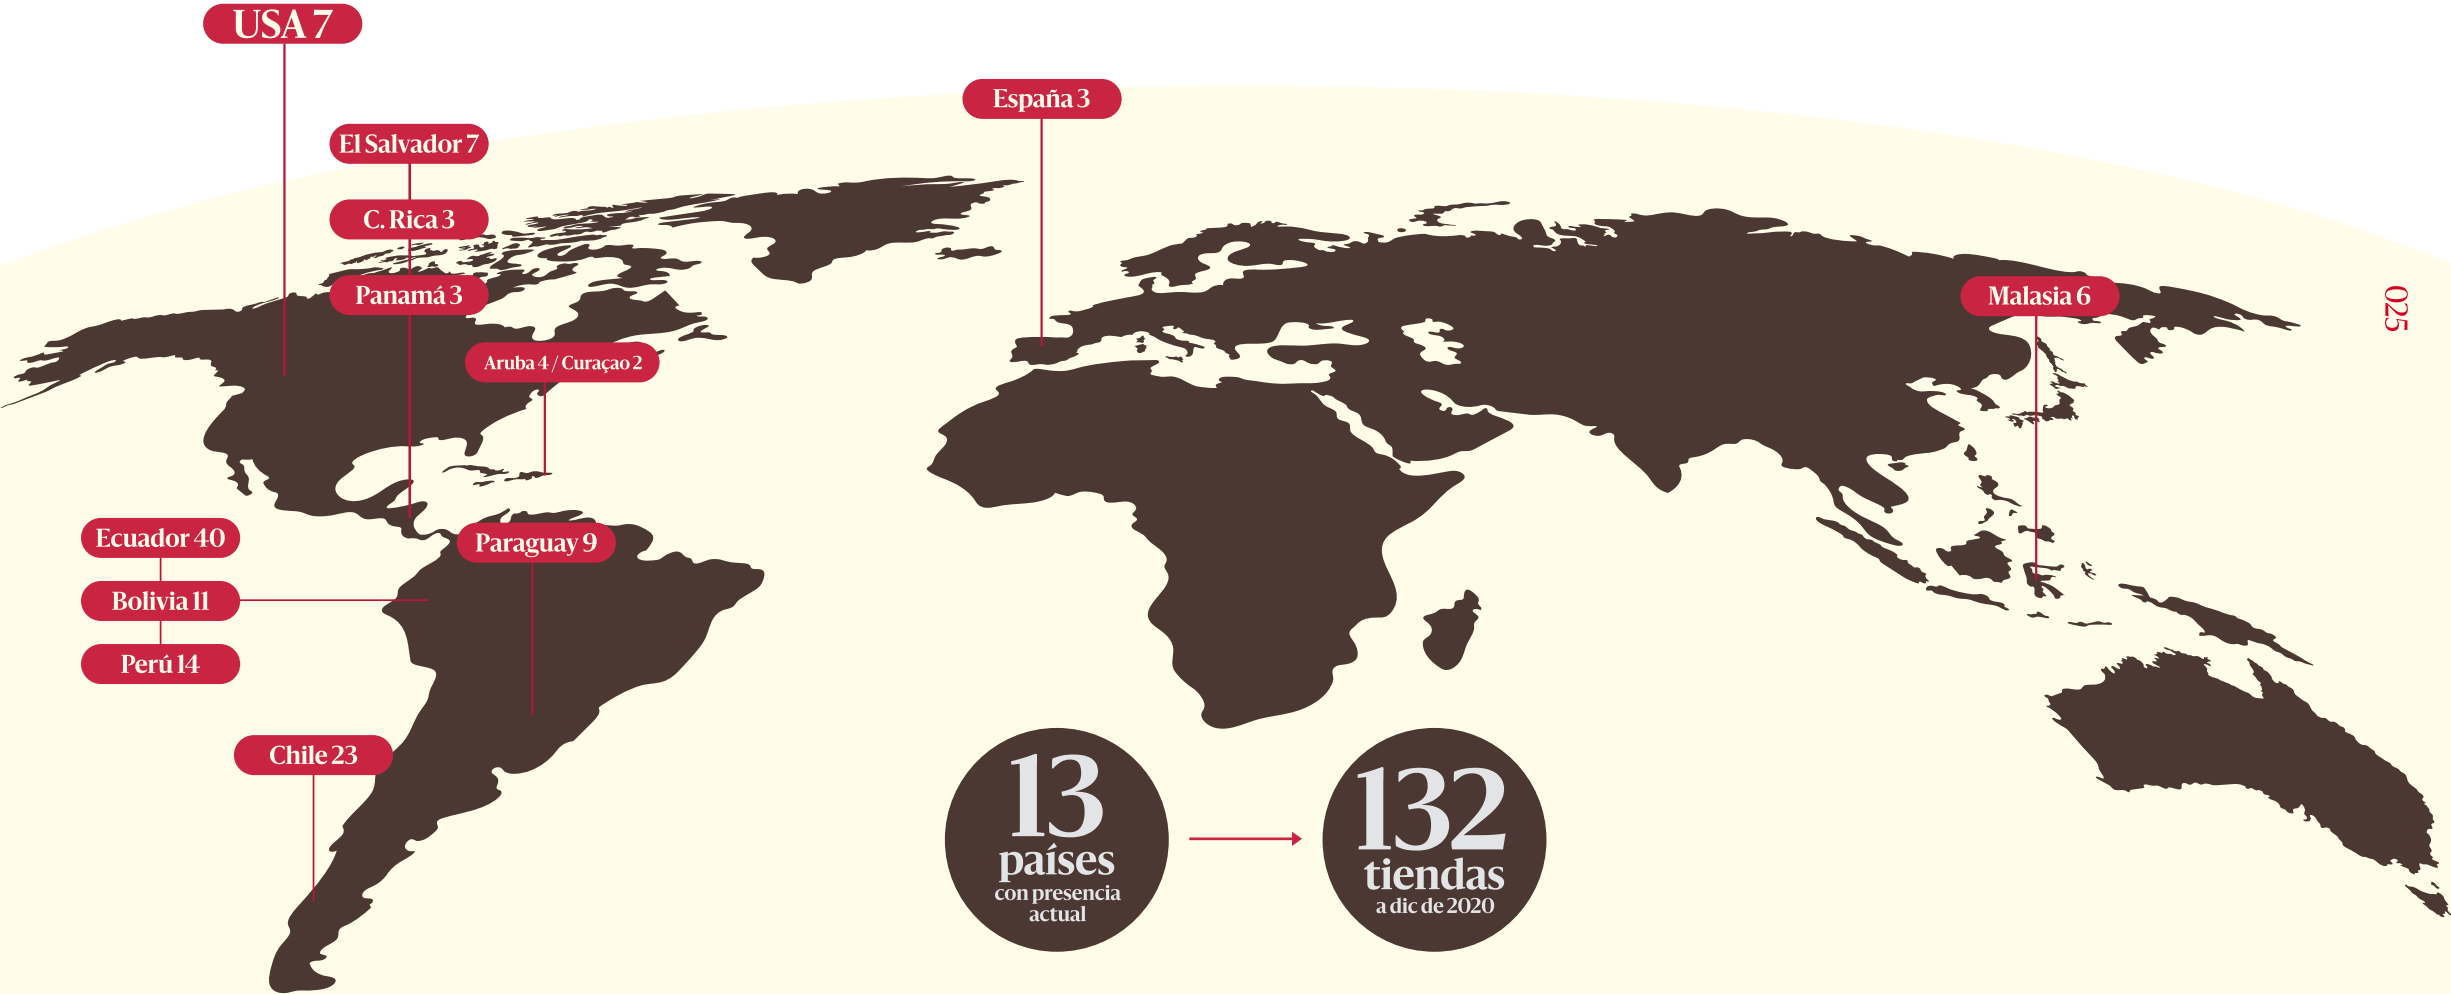 USA 7
España 3
El Salvador 7
C. Rica 3
Panamá 3
Malasia 6
025
Aruba 4 / Curaçao 2
Ecuador 40
Paraguay 9
Bolivia 11
Perú 14
Chile 23
13
países
con presencia
actual
132
tiendas
a dic de 2020